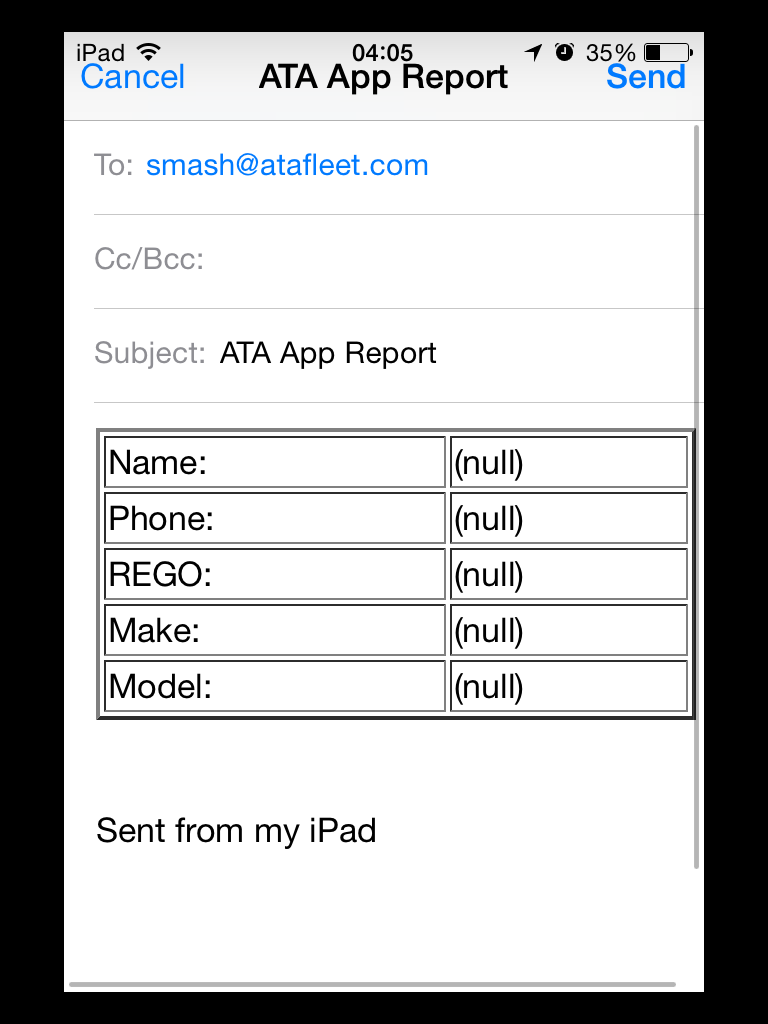 iPad 04:05 35%
Cancel ATA App Report Send
To: smash@atafleet.com
Cc/Bcc:
Subject: ATA App Report
Name: (null)
Phone: (null)
REGO: (null)
Make: (null)
Model: (null)
Sent from my iPad